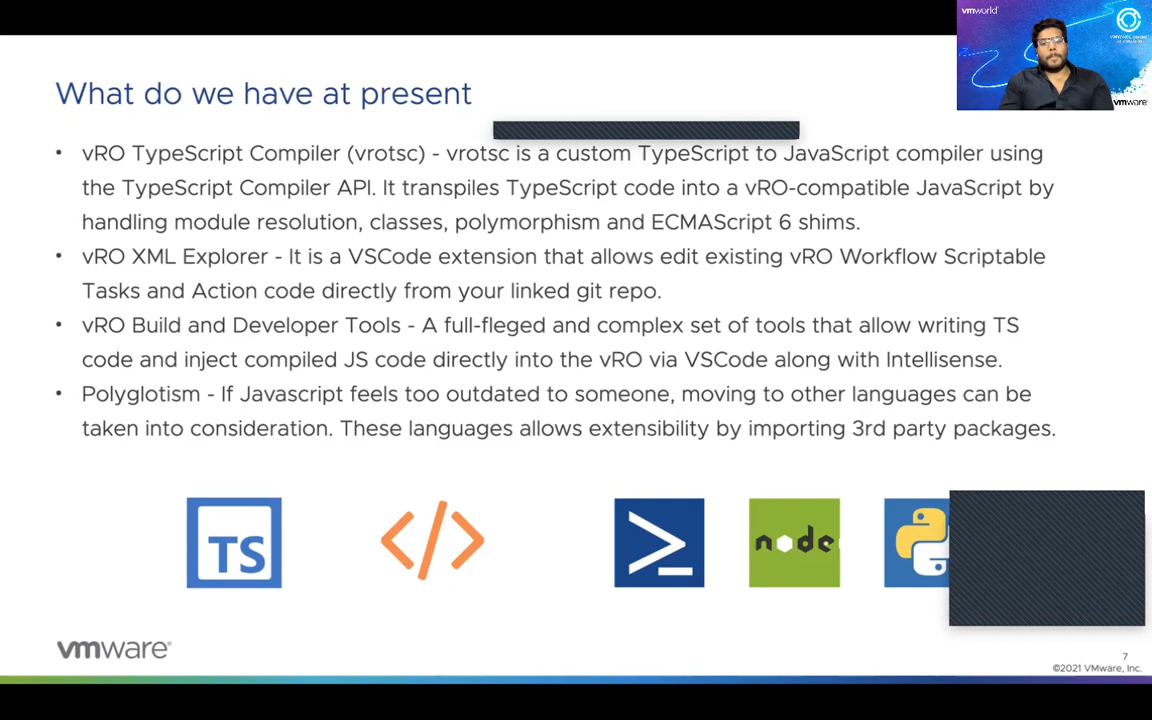 vmworld
vmware
What do we have at present
• vRO TypeScript Compiler (vrotsc) - vrotsc is a custom TypeScript to JavaScript compiler using
the TypeScript Compiler API. It transpiles TypeScript code into a vRO-compatible JavaScript by
handling module resolution, classes, polymorphism and ECMAScript 6 shims.
• vRO XML Explorer - It is a VSCode extension that allows edit existing vRO Workflow Scriptable
Tasks and Action code directly from your linked git repo.
• vRO Build and Developer Tools - A full-fleged and complex set of tools that allow writing TS
code and inject compiled JS code directly into the vRO via VSCode along with Intellisense.
• Polyglotism - If Javascript feels too outdated to someone, moving to other languages can be
taken into consideration. These languages allows extensibility by importing 3rd party packages.
TS
node
vmware®
7
©2021 VMware, Inc.